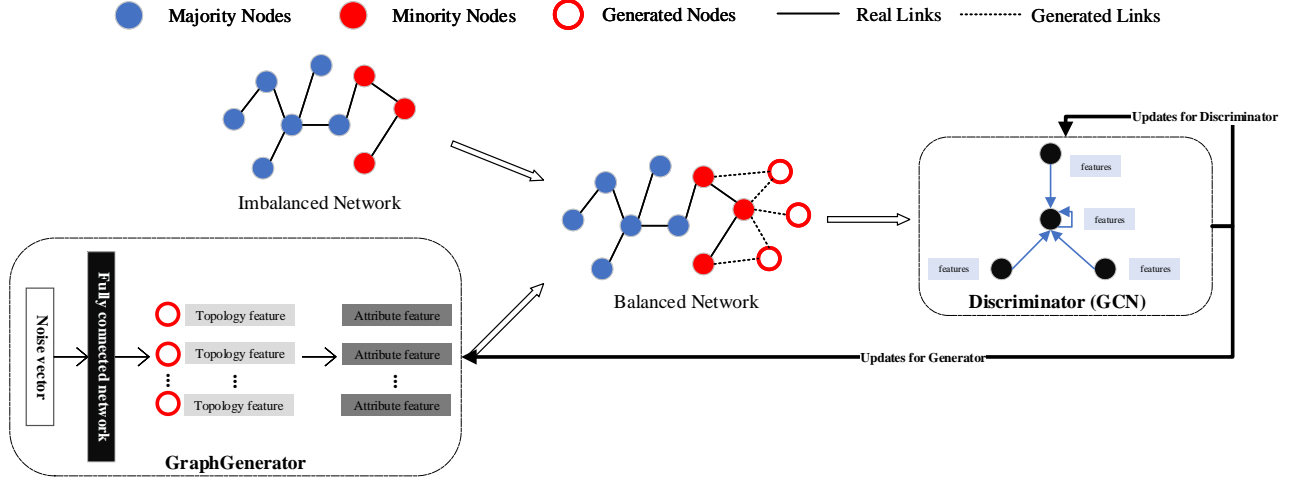 Majority Nodes
Minority Nodes
Generated Nodes
Real Links
Generated Links
Imbalanced Network
Balanced Network
Updates for Discriminator
features
features
features
features
Discriminator (GCN)
Updates for Generator
Noise vector
Fully connected network
Topology feature
Attribute feature
Topology feature
Attribute feature
Topology feature
Attribute feature
GraphGenerator